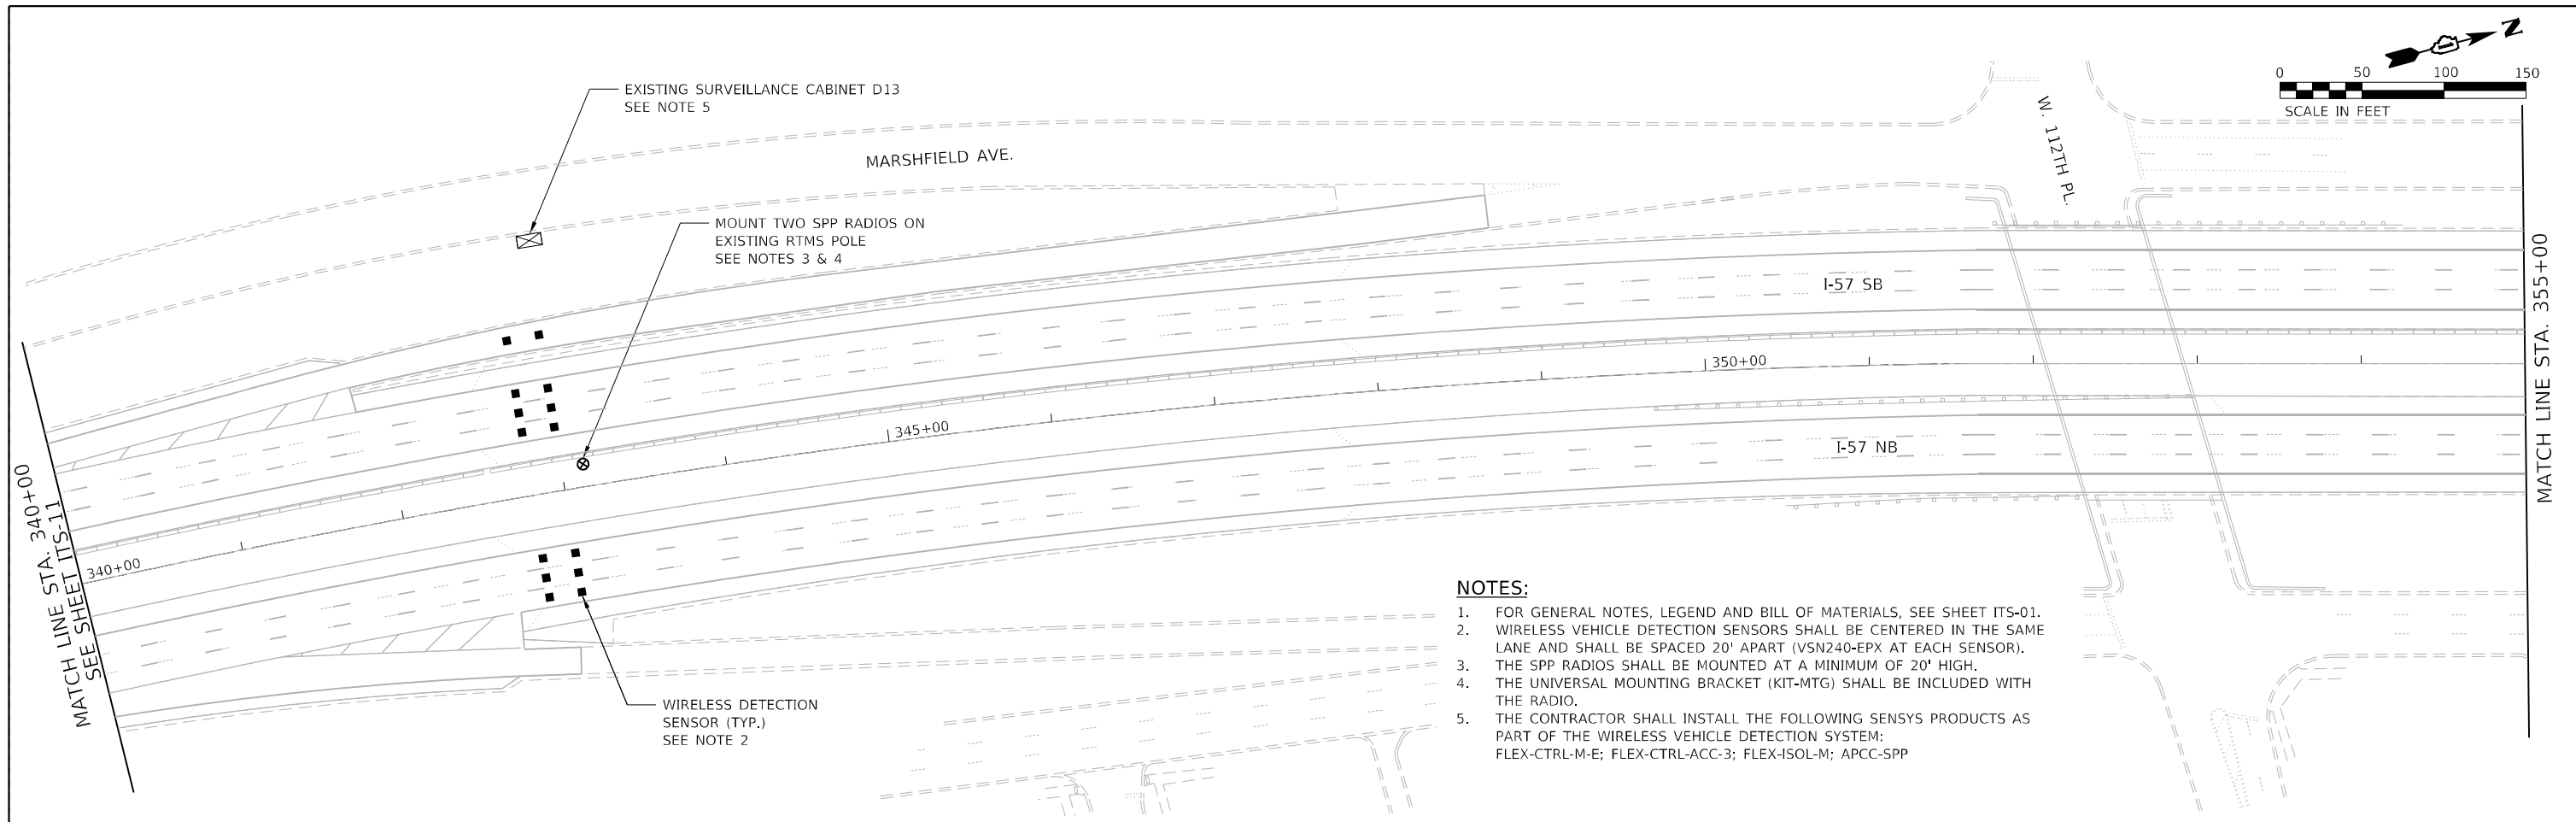 N
0 50 100 150
SCALE IN FEET
EXISTING SURVEILLANCE CABINET D13
SEE NOTE 5
MARSHFIELD AVE.
W. 112TH PL.
MOUNT TWO SPP RADIOS ON
EXISTING RTMS POLE
SEE NOTES 3 & 4
I-57 SB
350+00
345+00
I-57 NB
340+00
MATCH LINE STA. 340+00
SEE SHEET ITS-11
MATCH LINE STA. 355+00
WIRELESS DETECTION
SENSOR (TYP.)
SEE NOTE 2
NOTES:
1. FOR GENERAL NOTES, LEGEND AND BILL OF MATERIALS, SEE SHEET ITS-01.
2. WIRELESS VEHICLE DETECTION SENSORS SHALL BE CENTERED IN THE SAME
LANE AND SHALL BE SPACED 20' APART (VSN240-EPX AT EACH SENSOR).
3. THE SPP RADIOS SHALL BE MOUNTED AT A MINIMUM OF 20' HIGH.
4. THE UNIVERSAL MOUNTING BRACKET (KIT-MTG) SHALL BE INCLUDED WITH
THE RADIO.
5. THE CONTRACTOR SHALL INSTALL THE FOLLOWING SENSYS PRODUCTS AS
PART OF THE WIRELESS VEHICLE DETECTION SYSTEM:
FLEX-CTRL-M-E; FLEX-CTRL-ACC-3; FLEX-ISOL-M; APCC-SPP